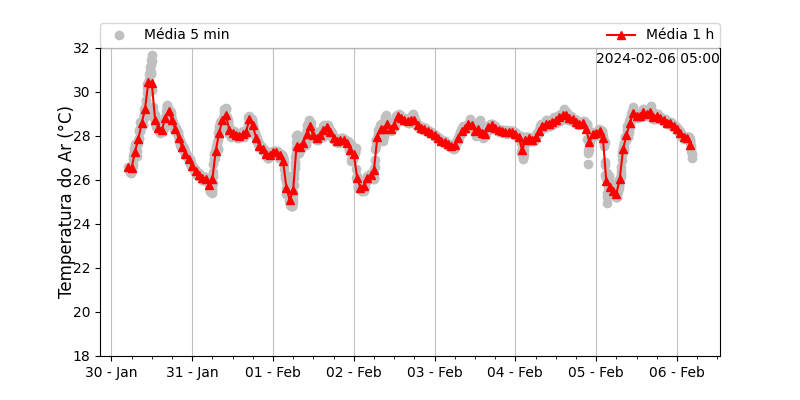 Média 5 min
Média 1 h
2024-02-06 05:00
Temperatura do Ar (°C)
32
30
28
26
24
22
20
18
30 - Jan
31 - Jan
01 - Feb
02 - Feb
03 - Feb
04 - Feb
05 - Feb
06 - Feb